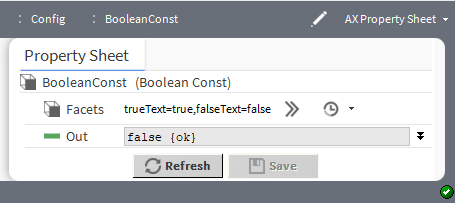 : Config : BooleanConst AX Property Sheet
Property Sheet
BooleanConst (Boolean Const)
Facets trueText=true,falseText=false
Out false {ok}
Refresh Save